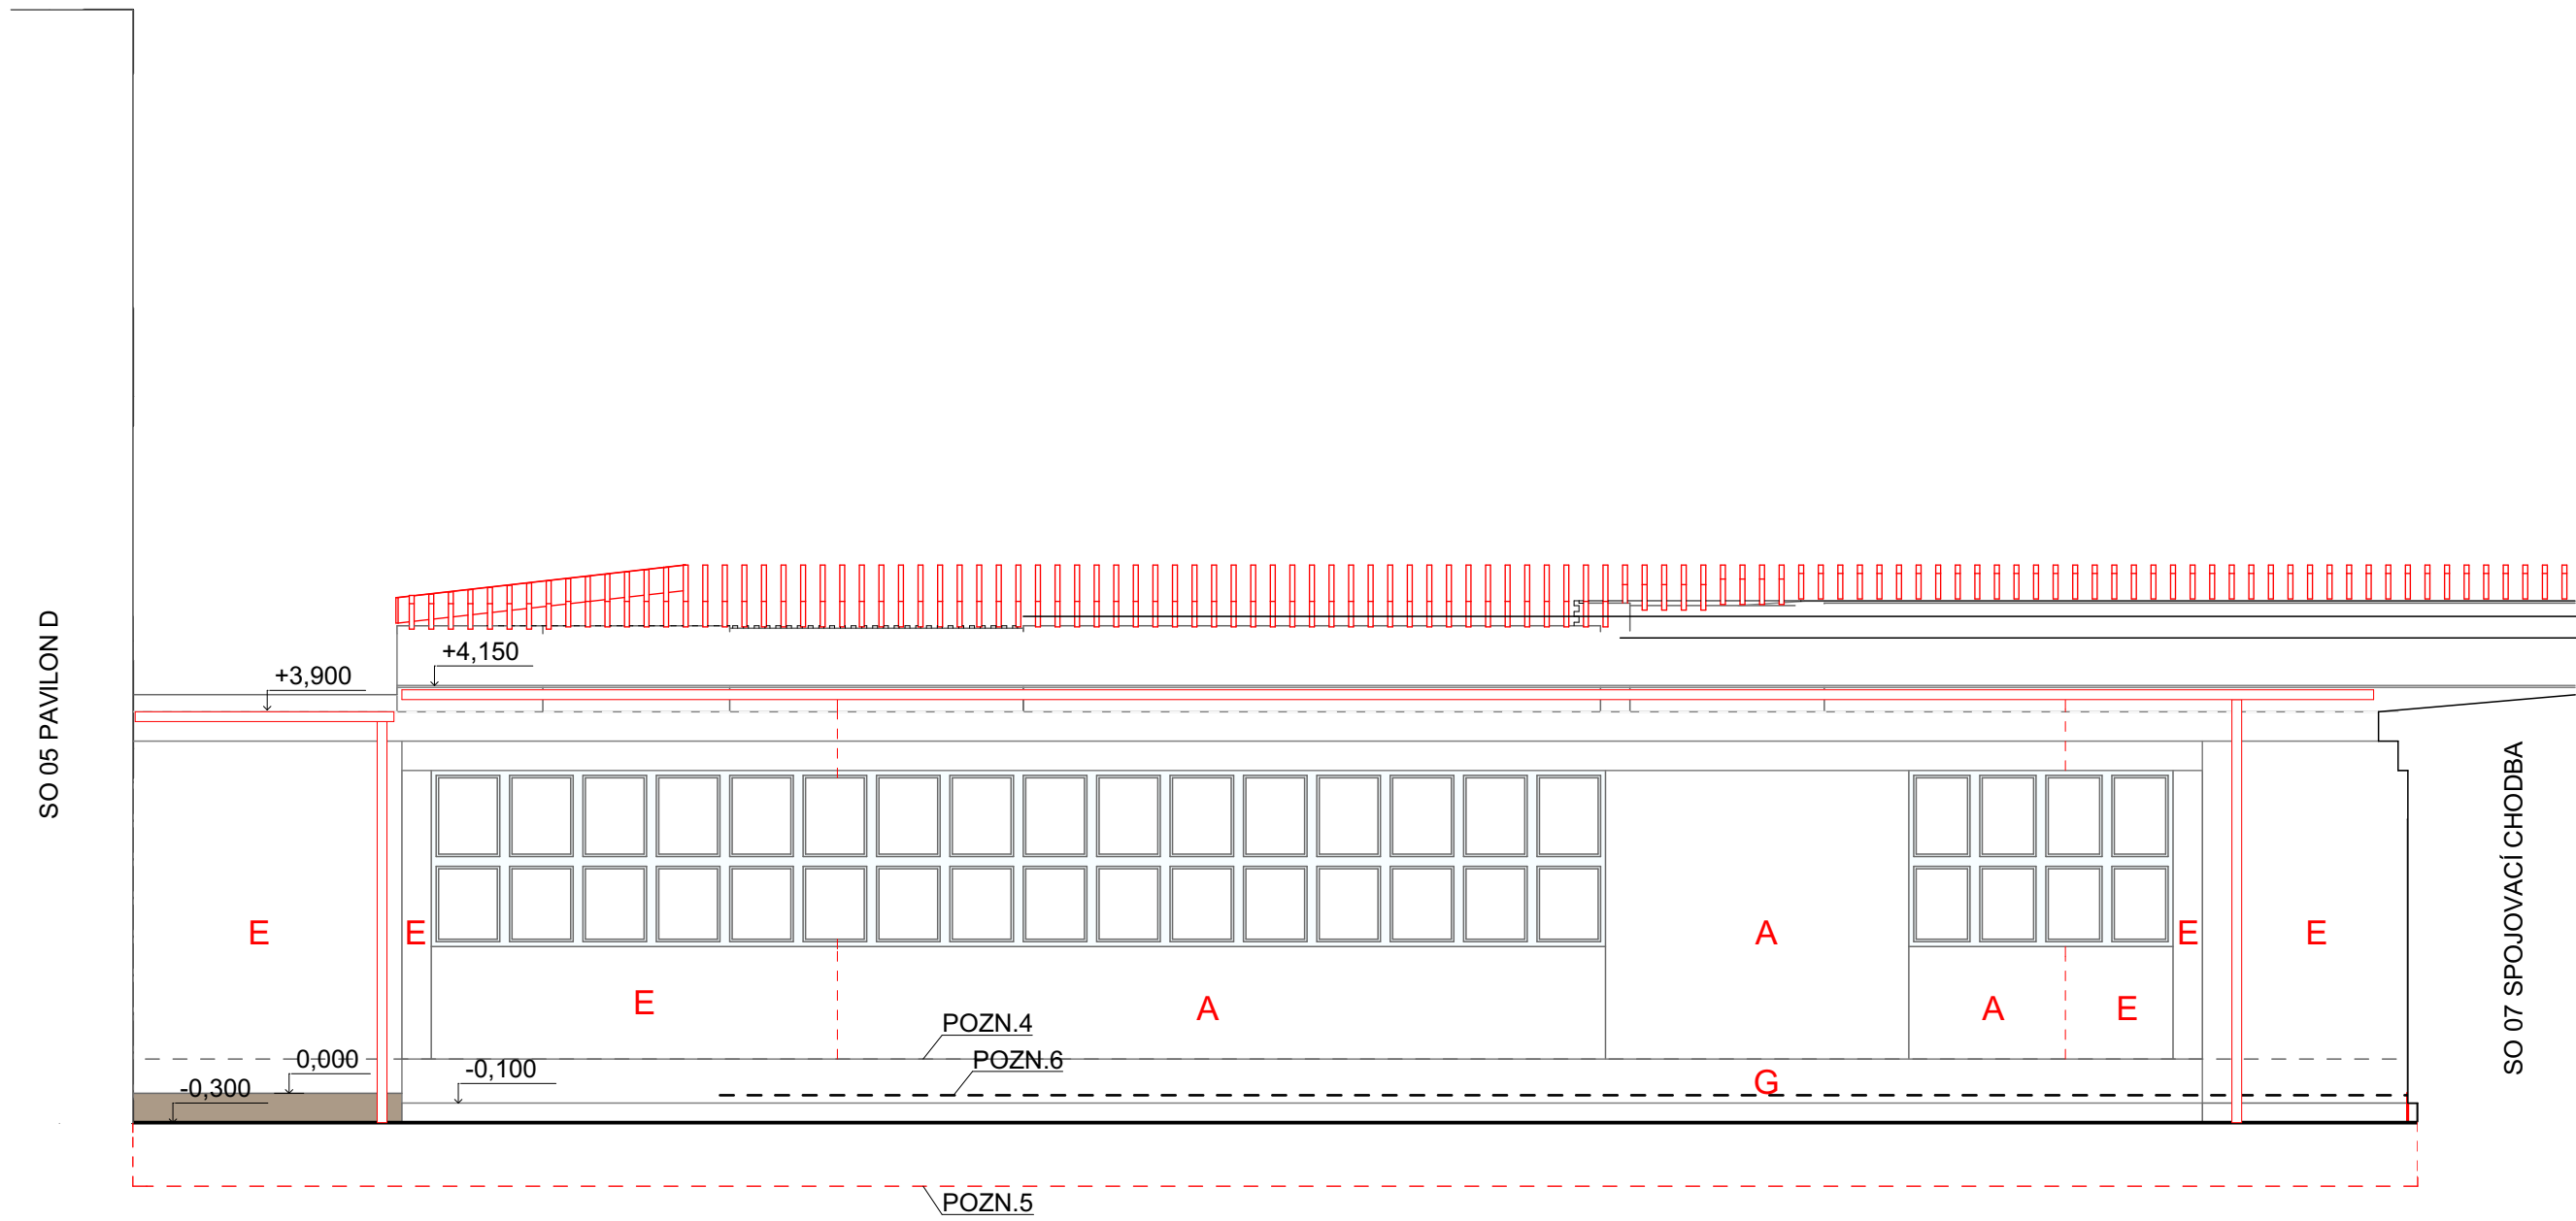 SO 05 PAVILON D
+3,900
+4,150
SO 07 SPOJOVACÍ CHODBA
E
E
A
E
E
E
A
A
E
POZN.4
0,000
POZN.6
-0,300
-0,100
G
POZN.5